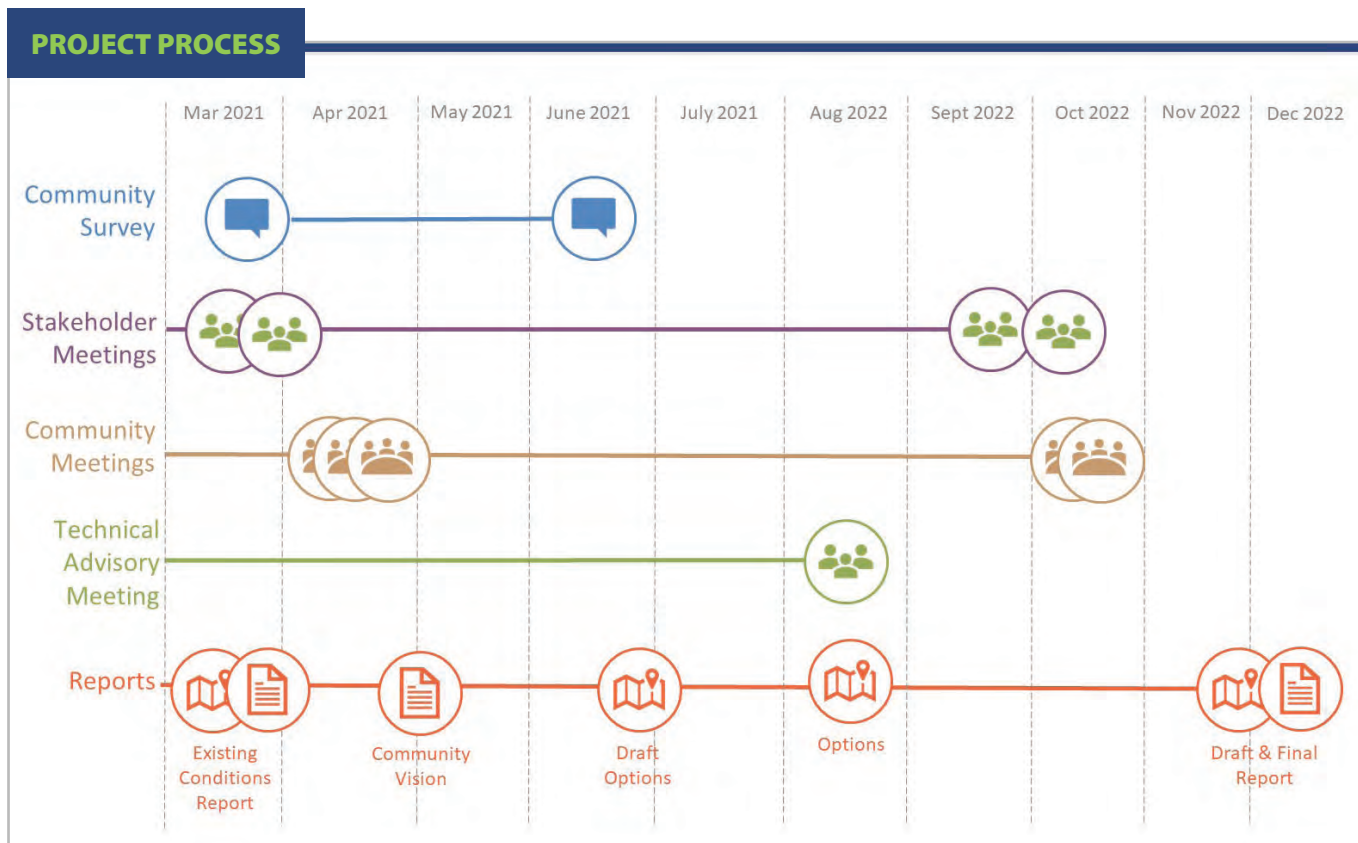 PROJECT PROCESS
Mar 2021
Apr 2021
May 2021
June 2021
July 2021
Aug 2022
Sept 2022
Oct 2022
Nov 2022
Dec 2022
Community
Survey
Stakeholder
Meetings
Community
Meetings
Technical
Advisory
Meeting
Reports
Existing
Conditions
Report
Community
Vision
Draft
Options
Options
Draft & Final
Report